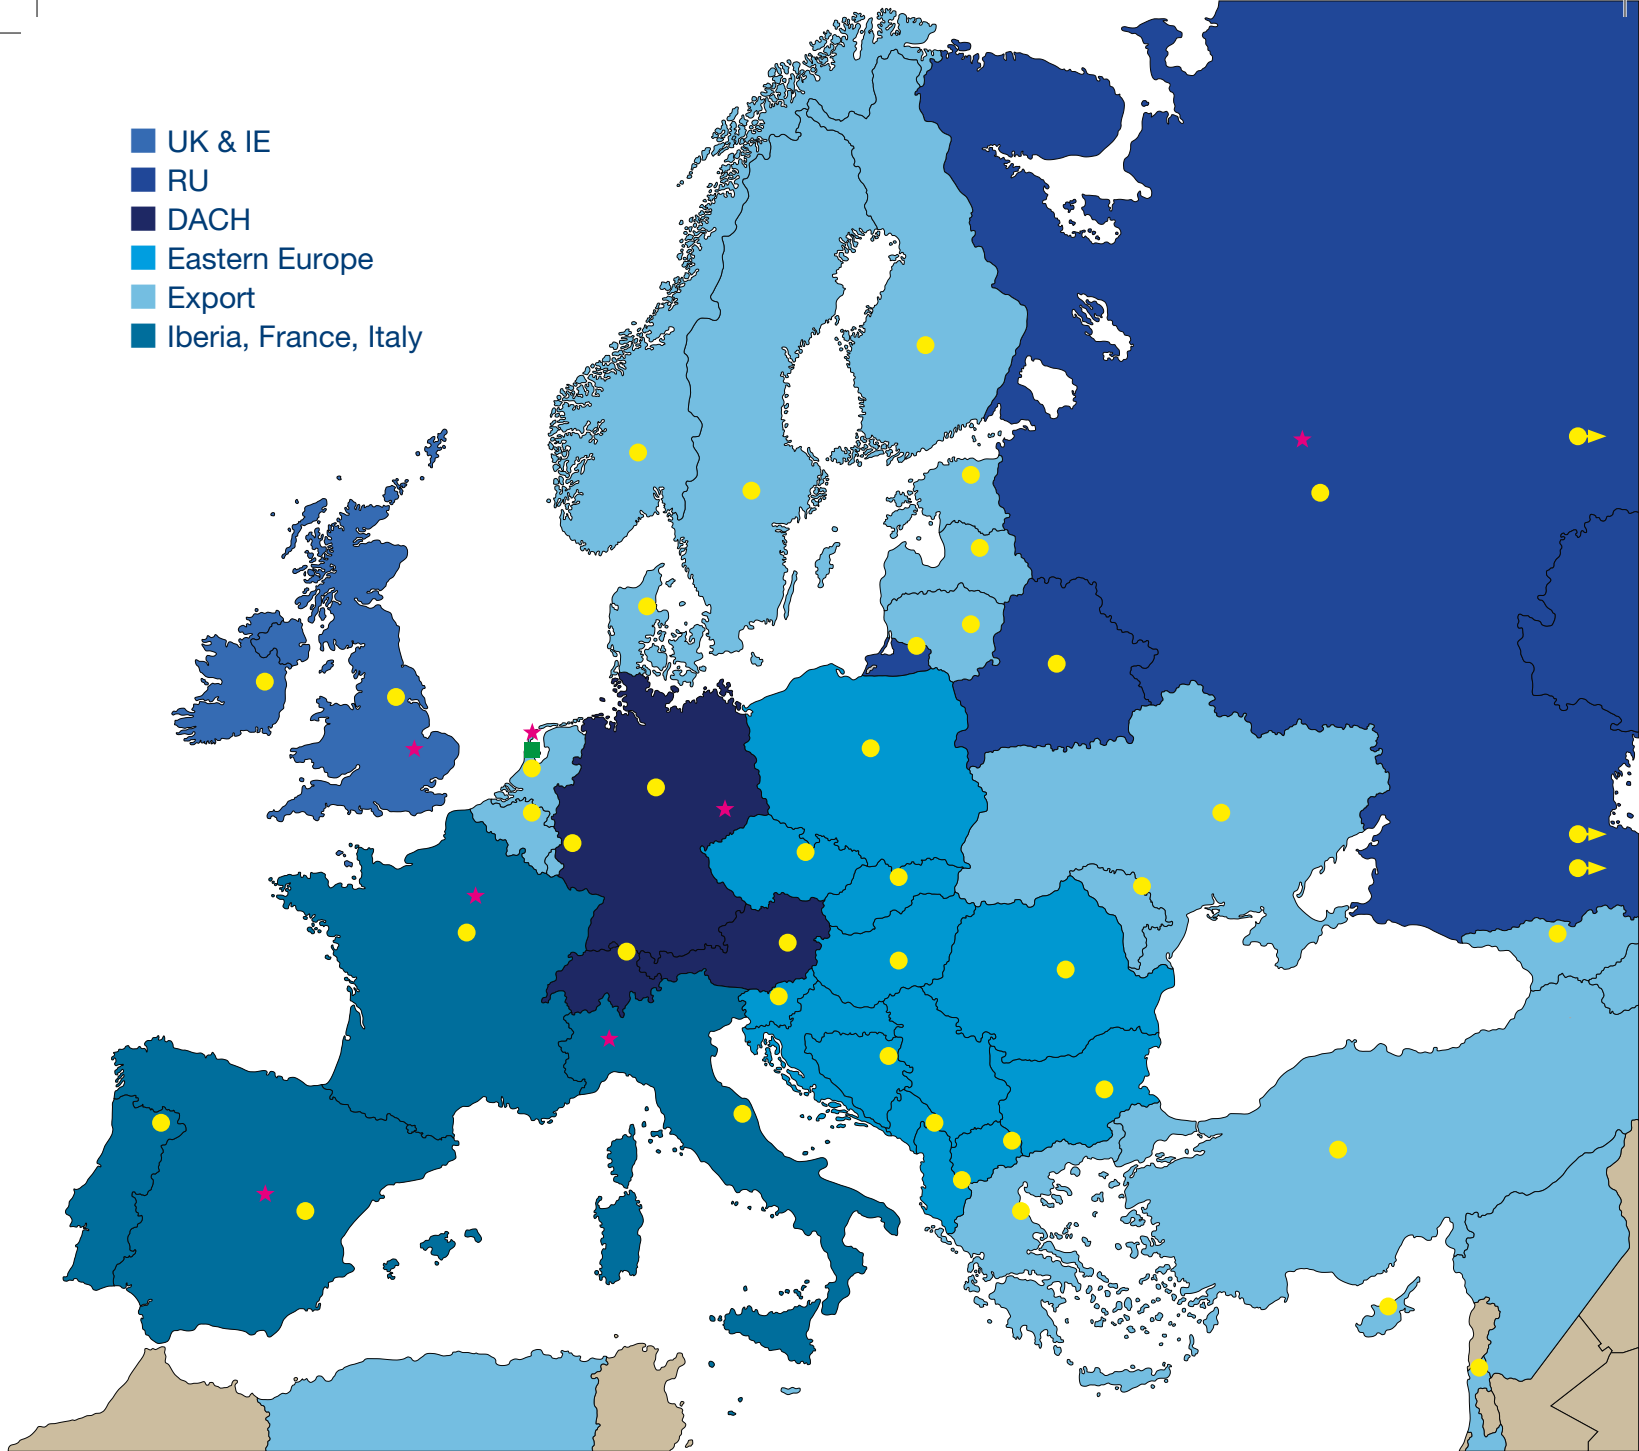 UK & IE
RU
DACH
Eastern Europe
Export
Iberia, France, Italy